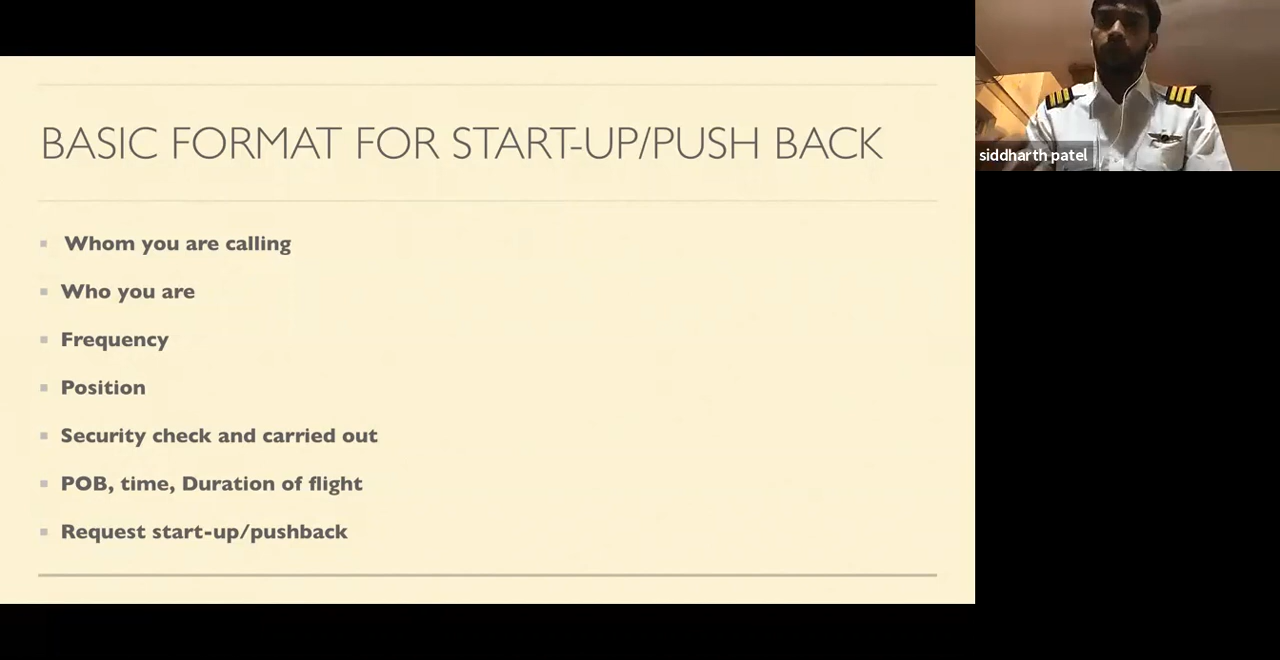 BASIC FORMAT FOR START-UP/PUSH BACK
Whom you are calling
Who you are
Frequency
Position
Security check and carried out
POB, time, Duration of flight
Request start-up/pushback
siddharth patel